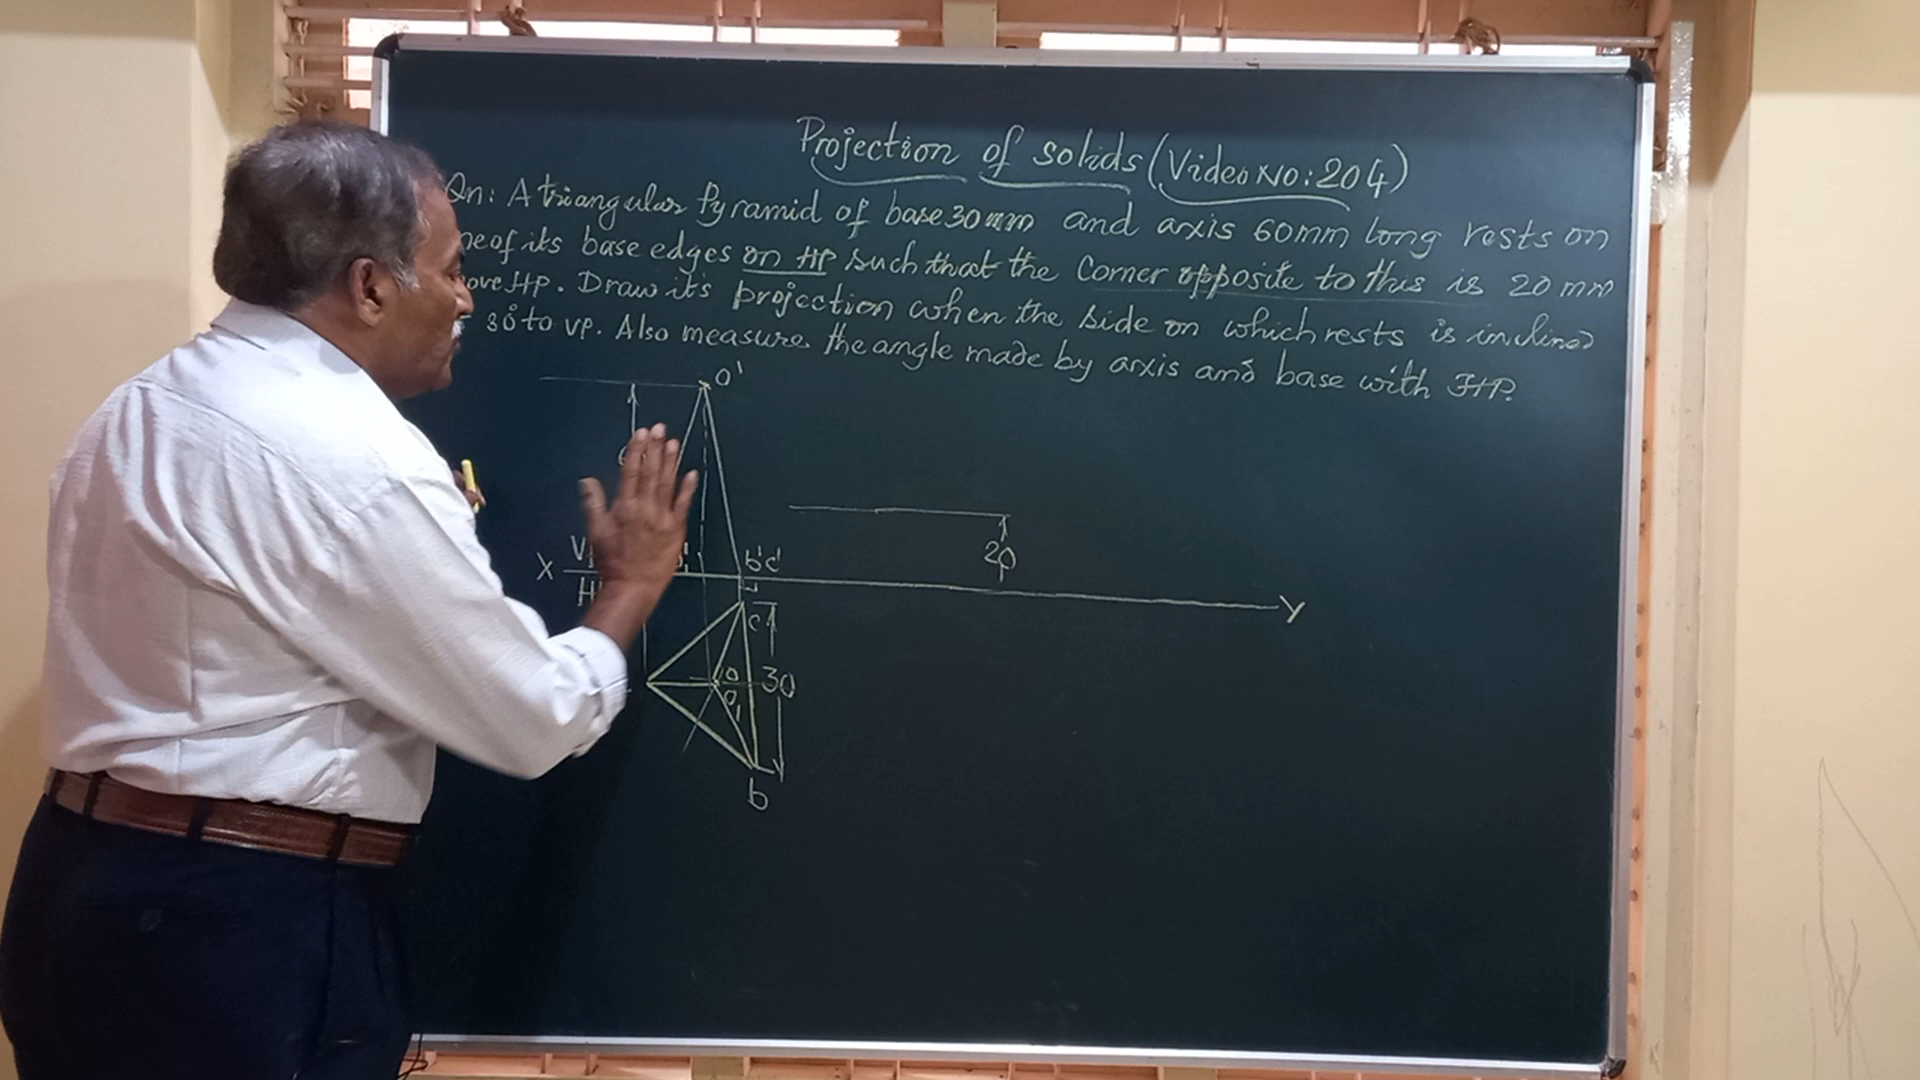 Projection of solids (Video No: 204)
Qn: A triangular Pyramid of base 30mm and axis 60mm long rests on
of its base edges on HP such that the Corner opposite to this is 20 mm
HP. Draw its projection when the side on which rests is inclined
30° to VP. Also measure the angle made by axis and base with HP.
O'
20
b'c'
X
Y
c
O
30
O1
b